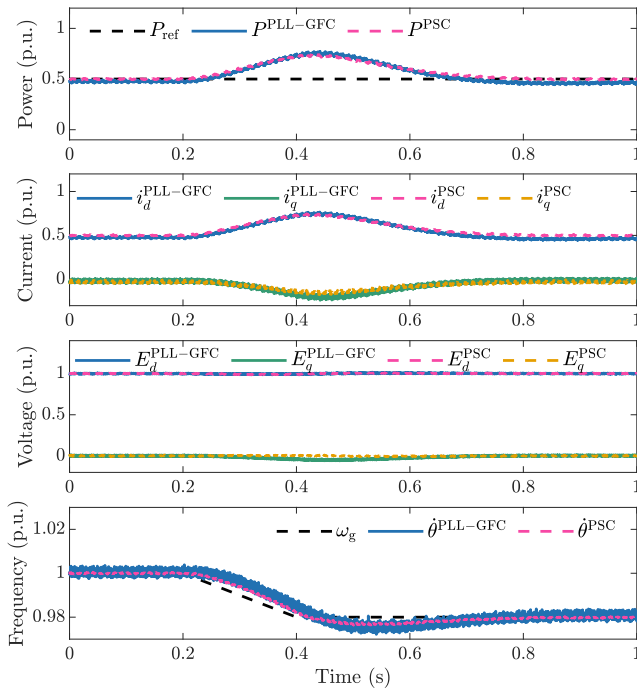 P_ref P^PLL−GFC P^PSC
Power (p.u.)
1
0.5
0
0 0.2 0.4 0.6 0.8 1
i_d^PLL−GFC i_q^PLL−GFC i_d^PSC i_q^PSC
Current (p.u.)
1
0.5
0
0 0.2 0.4 0.6 0.8 1
E_d^PLL−GFC E_q^PLL−GFC E_d^PSC E_q^PSC
Voltage (p.u.)
1
0.5
0
0 0.2 0.4 0.6 0.8 1
ω_g θ̇^PLL−GFC θ̇^PSC
Frequency (p.u.)
1.02
1
0.98
0 0.2 0.4 0.6 0.8 1
Time (s)